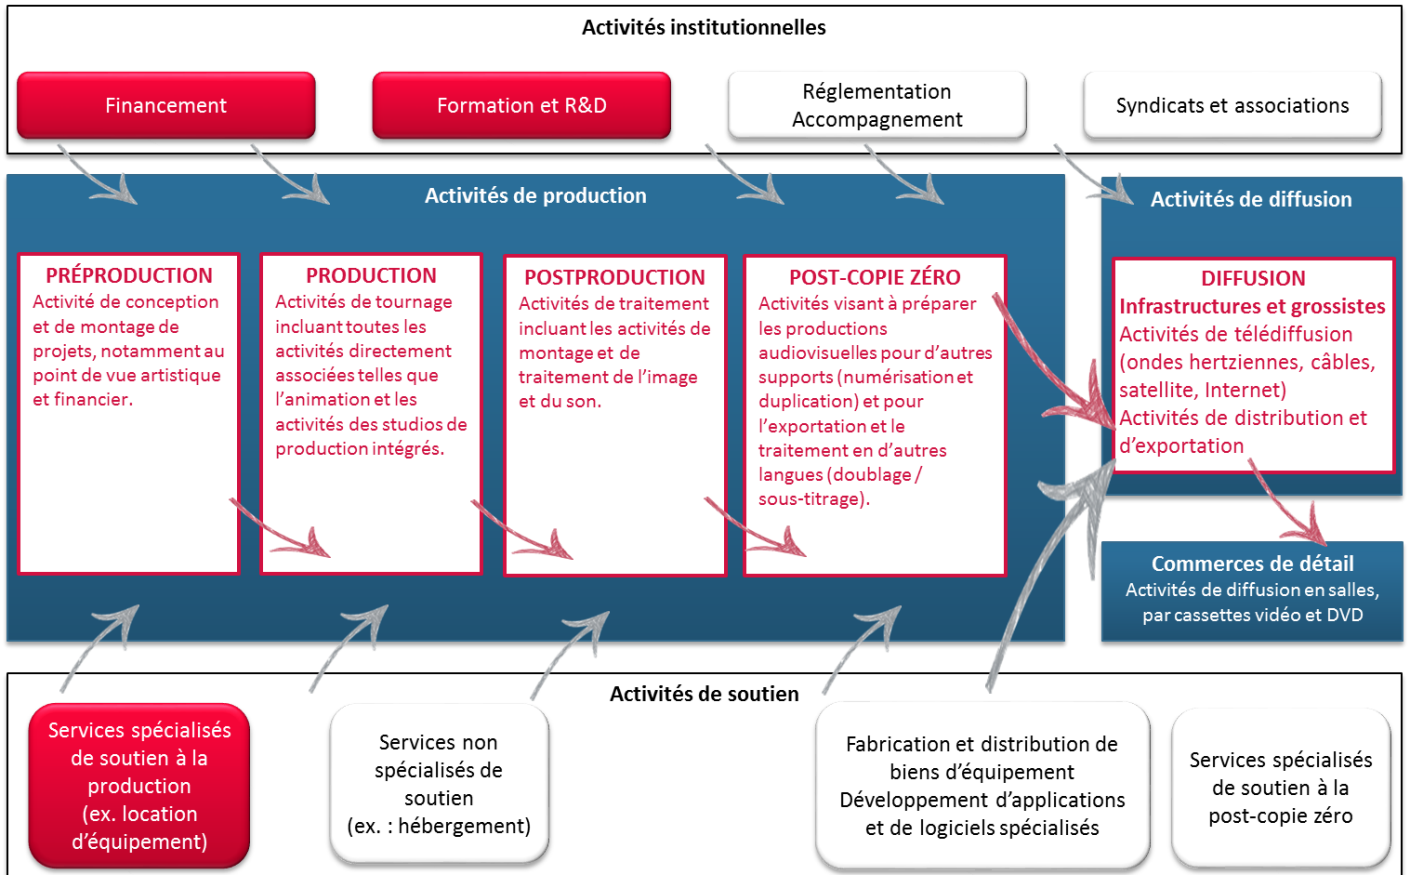 Activités institutionnelles
Financement
Formation et R&D
Réglementation
Accompagnement
Syndicats et associations
Activités de production
PRÉPRODUCTION
Activité de conception
et de montage de
projets, notamment au
point de vue artistique
et financier.
PRODUCTION
Activités de tournage
incluant toutes les
activités directement
associées telles que
l’animation et les
activités des studios de
production intégrés.
POSTPRODUCTION
Activités de traitement
incluant les activités de
montage et de
traitement de l’image
et du son.
POST-COPIE ZÉRO
Activités visant à préparer
les productions
audiovisuelles pour d’autres
supports (numérisation et
duplication) et pour
l’exportation et le
traitement en d’autres
langues (doublage /
sous-titrage).
Activités de diffusion
DIFFUSION
Infrastructures et grossistes
Activités de télédiffusion
(ondes hertziennes, câbles,
satellite, Internet)
Activités de distribution et
d’exportation
Commerces de détail
Activités de diffusion en salles,
par cassettes vidéo et DVD
Activités de soutien
Services spécialisés
de soutien à la
production
(ex. location
d’équipement)
Services non
spécialisés de
soutien
(ex. : hébergement)
Fabrication et distribution de
biens d’équipement
Développement d’applications
et de logiciels spécialisés
Services spécialisés
de soutien à la
post-copie zéro